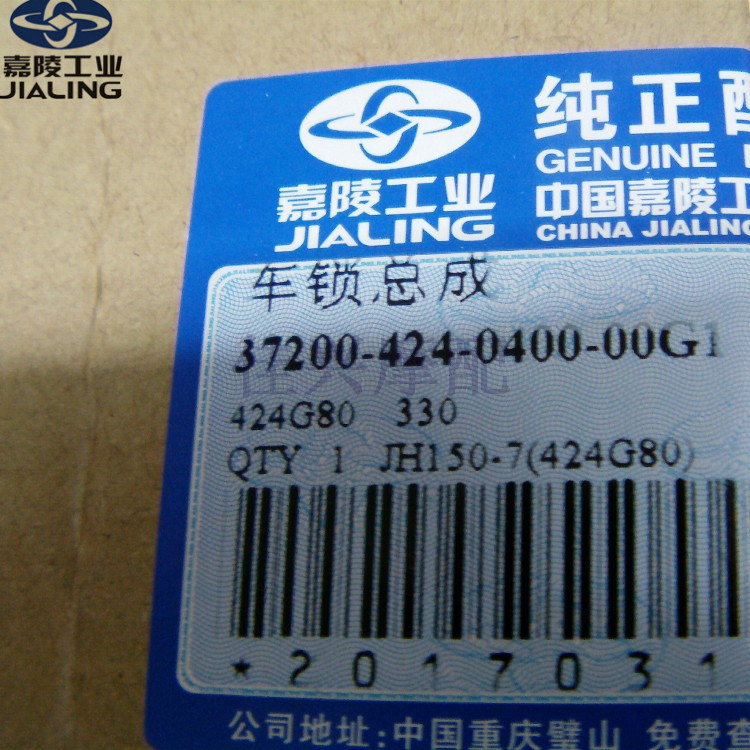 嘉陵工业
JIALING
纯正配
GENUINE
嘉陵工业
JIALING
中国嘉陵工
CHINA JIALING
车锁总成
37200-424-0400-00G1
424G80 330
QTY 1 JH150-7(424G80)
*2017031
公司地址:中国重庆璧山 免费查